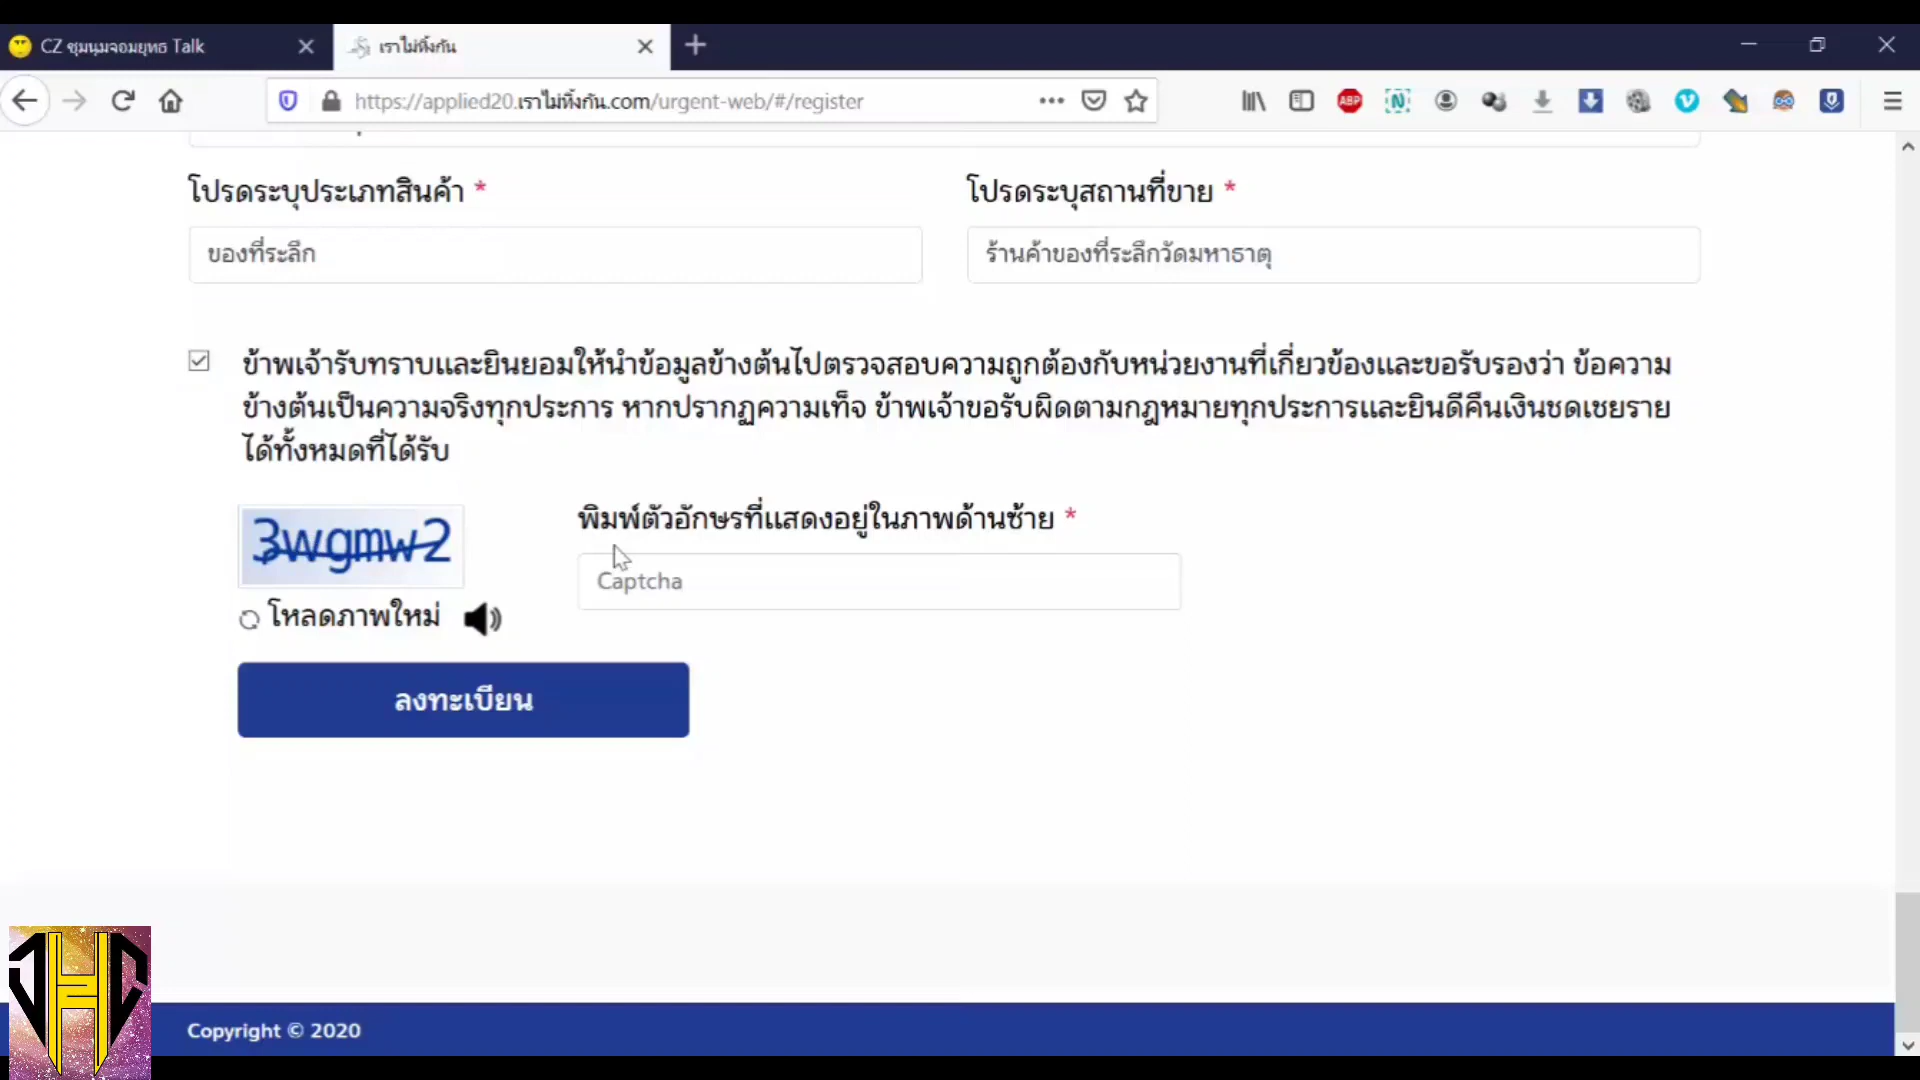 CZ ชุมนุมจอมยุทธ Talk
เราไม่ทิ้งกัน
https://applied20.เราไม่ทิ้งกัน.com/urgent-web/#/register
ABP
โปรดระบุประเภทสินค้า *
โปรดระบุสถานที่ขาย *
ของที่ระลึก
ร้านค้าของที่ระลึกวัดมหาธาตุ
ข้าพเจ้ารับทราบและยินยอมให้นำข้อมูลข้างต้นไปตรวจสอบความถูกต้องกับหน่วยงานที่เกี่ยวข้องและขอรับรองว่า ข้อความ
ข้างต้นเป็นความจริงทุกประการ หากปรากฏความเท็จ ข้าพเจ้าขอรับผิดตามกฎหมายทุกประการและยินดีคืนเงินชดเชยราย
ได้ทั้งหมดที่ได้รับ
3wgmw2
พิมพ์ตัวอักษรที่แสดงอยู่ในภาพด้านซ้าย *
Captcha
โหลดภาพใหม่
ลงทะเบียน
Copyright © 2020